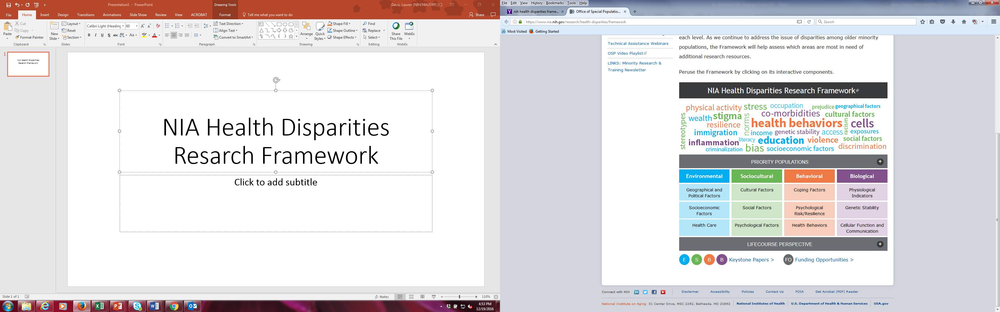 Presentation1 - PowerPoint
Drawing Tools
Davis, Lauren (NIH/NIA/ERP) [C]
File Home Insert Design Transitions Animations Slide Show Review View ACROBAT Format Tell me what you want to do Share
Paste
Cut
Copy
Format Painter
Clipboard
New
Slide
Layout
Reset
Section
Slides
Calibri Light (Heading 60
B I U S abc AV Aa A
Font
Text Direction
Align Text
Convert to SmartArt
Paragraph
Arrange
Quick
Styles
Shape Fill
Shape Outline
Shape Effects
Drawing
Find
Replace
Select
Editing
Share
This File
WebEx
WebEx
1
NIA Health Disparities
Resarch Framework
NIA Health Disparities
Resarch Framework
Click to add subtitle
Slide 1 of 1
Notes
110%
4:53 PM
12/19/2016
File Edit View History Bookmarks Tools Help
nih health disparities frame...
Office of Special Populatio...
https://www.nia.nih.gov/research/health-disparities/framework
Search
Most Visited Getting Started
Technical Assistance Webinars
OSP Video Playlist
LINKS: Minority Research &
Training Newsletter
each level. As we continue to address the issue of disparities among older minority
populations, the Framework will help assess which areas are most in need of
additional research resources.
Peruse the Framework by clicking on its interactive components.
NIA Health Disparities Research Framework
physical activity stress occupation prejudice geographical factors
stereotypes wealth stigma norms co-morbidities cultural factors
resilience health behaviors racism cells
immigration income genetic stability access exposures
inflammation literacy education violence social factors
criminalization bias socioeconomic factors discrimination
PRIORITY POPULATIONS +
Environmental Sociocultural Behavioral Biological
Geographical and
Political Factors
Cultural Factors
Coping Factors
Physiological
Indicators
Socioeconomic
Factors
Social Factors
Psychological
Risk/Resilience
Genetic Stability
Health Care
Psychological Factors
Health Behaviors
Cellular Function and
Communication
LIFECOURSE PERSPECTIVE +
E S B B Keystone Papers > FO Funding Opportunities >
Connect with NIH Disclaimer Accessibility Policies Contact Us FOIA Get Acrobat (PDF) Reader
National Institute on Aging 31 Center Drive, MSC 2292, Bethesda, MD 20892 National Institutes of Health U.S. Department of Health & Human Services USA.gov